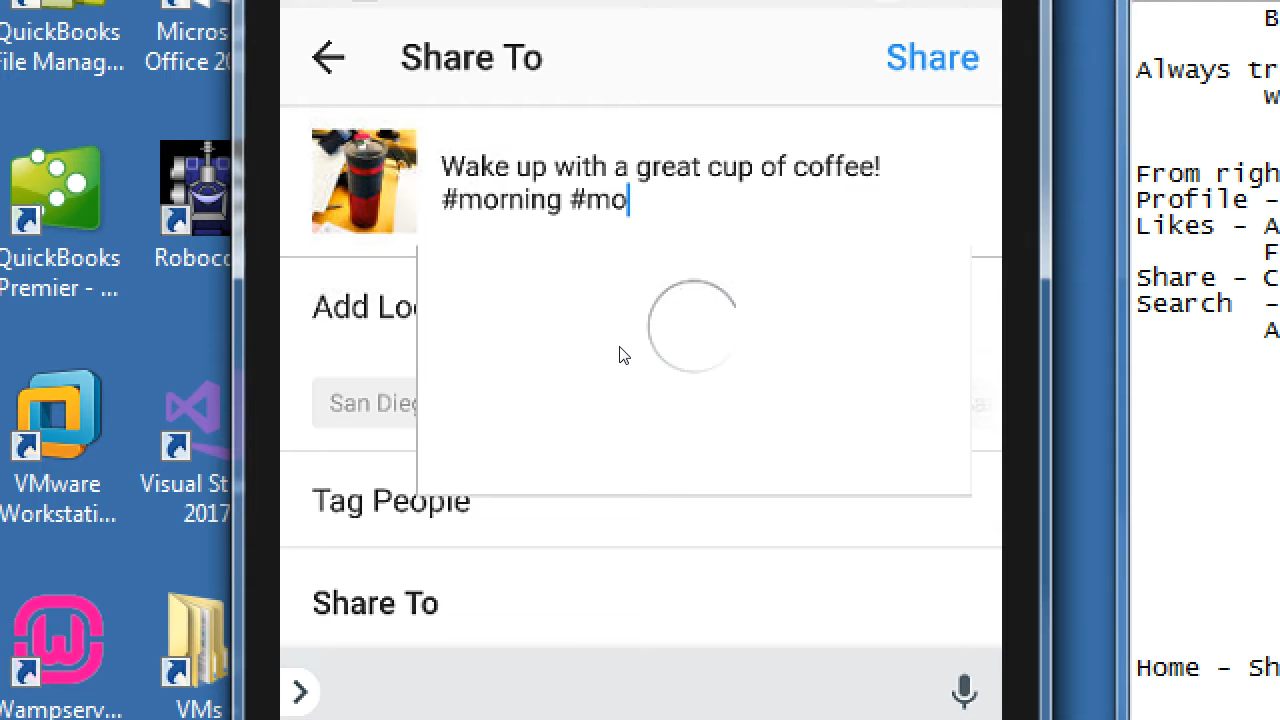 QuickBooks
File Manag...
Micros
Office 20
QuickBooks
Premier - ...
Roboco
VMware
Workstati...
Visual St
2017
Wampserv...
VMs
Share To
Share
Wake up with a great cup of coffee!
#morning #mo
Add Lo
San Dieg
Tag People
Share To
B
Always tr
w
From righ
Profile -
Likes - A
F
Share - C
Search -
A
Home - Sh